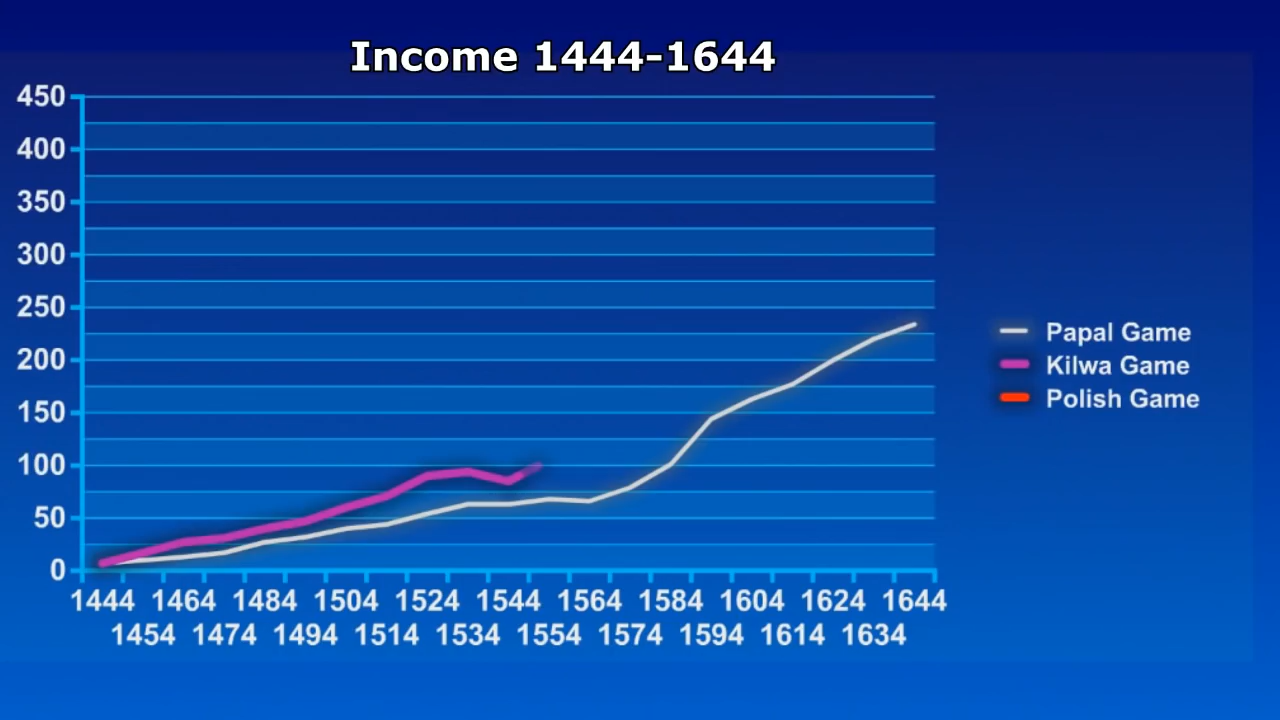 Income 1444-1644
450
400
350
300
250
200
150
100
50
0
1444 1464 1484 1504 1524 1544 1564 1584 1604 1624 1644
1454 1474 1494 1514 1534 1554 1574 1594 1614 1634
Papal Game
Kilwa Game
Polish Game